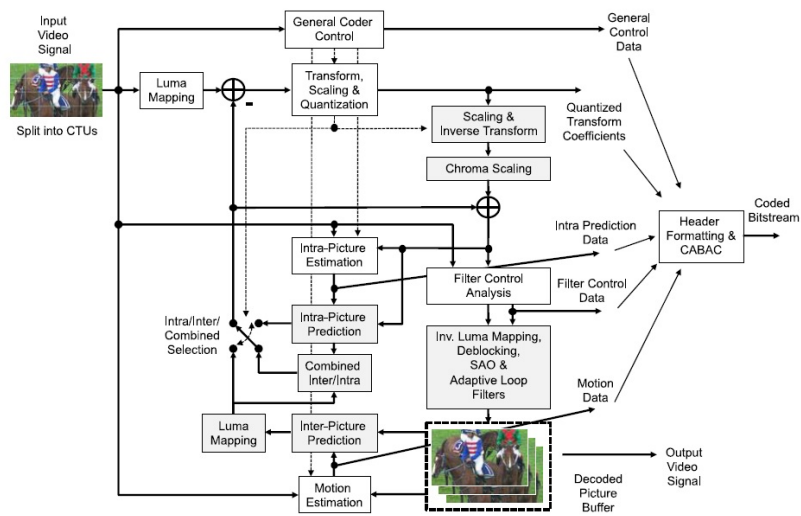 Input
Video
Signal
Split into CTUs
General Coder
Control
General
Control
Data
Luma
Mapping
-
Transform,
Scaling &
Quantization
Quantized
Transform
Coefficients
Scaling &
Inverse Transform
Chroma Scaling
Coded
Bitstream
Header
Formatting &
CABAC
Intra Prediction
Data
Intra-Picture
Estimation
Filter Control
Analysis
Filter Control
Data
Intra/Inter/
Combined
Selection
Intra-Picture
Prediction
Inv. Luma Mapping,
Deblocking,
SAO &
Adaptive Loop
Filters
Combined
Inter/Intra
Motion
Data
Luma
Mapping
Inter-Picture
Prediction
Motion
Estimation
Decoded
Picture
Buffer
Output
Video
Signal